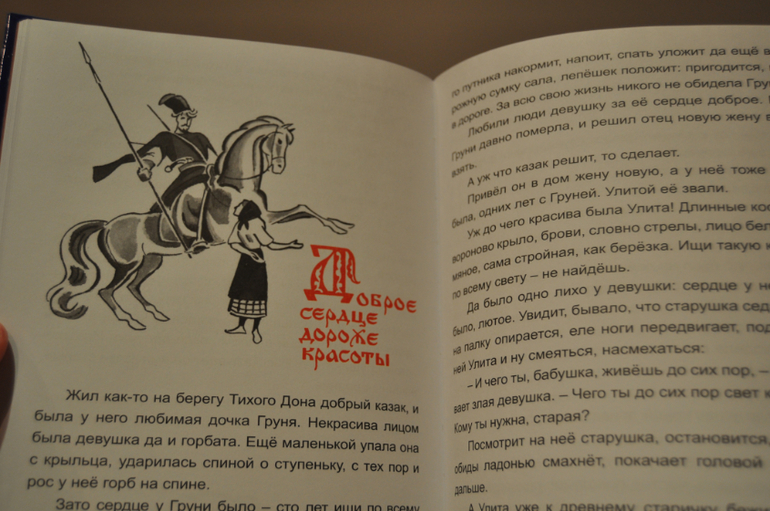 Доброе
сердце
дороже
красоты
Жил как-то на берегу Тихого Дона добрый казак, и
была у него любимая дочка Груня. Некрасива лицом
была девушка да и горбата. Ещё маленькой упала она
с крыльца, ударилась спиной о ступеньку, с тех пор и
рос у неё горб на спине.
Зато сердце у Груни было – сто лет ищи по всему
то путника накормит, напоит, спать уложит да ещё в
рожную сумку сала, лепёшек положит: пригодится,
в дороге. За всю свою жизнь никого не обидела
Любили люди девушку за её сердце доброе.
Груни давно померла, и решил отец новую жену в
взять.
А уж что казак решит, то сделает.
Привёл он в дом жену новую, а у неё тоже
была, одних лет с Груней. Улитой её звали.
Уж до чего красива была Улита! Длинные
вороново крыло, брови, словно стрелы, лицо
мяное, сама стройная, как берёзка. Ищи такую
по всему свету – не найдёшь.
Да было одно лихо у девушки: сердце у
было, лютое. Увидит, бывало, что старушка
на палку опирается, еле ноги передвигает,
ней Улита и ну смеяться, насмехаться:
– И чего ты, бабушка, живёшь до сих пор, –
вает злая девушка. – Чего ты до сих пор свет
Кому ты нужна, старая?
Посмотрит на неё старушка, остановится,
обиды ладонью смахнёт, покачает головой
дальше.
А Улита уже к древнему старичку